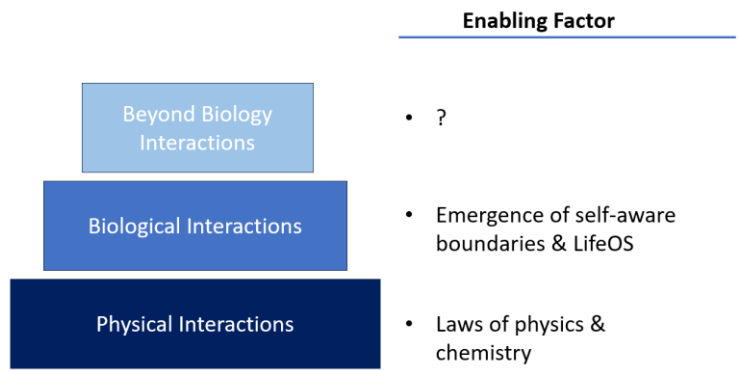 Enabling Factor
Beyond Biology
Interactions
• ?
Biological Interactions
• Emergence of self-aware
boundaries & LifeOS
Physical Interactions
• Laws of physics &
chemistry